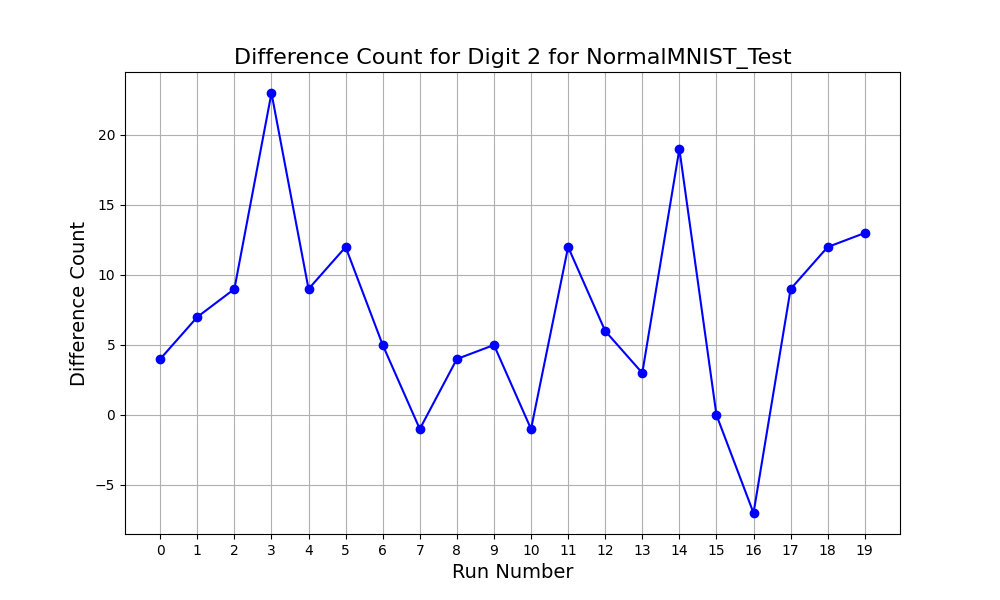 Difference Count for Digit 2 for NormalMNIST_Test
Difference Count
20
15
10
5
0
−5
0 1 2 3 4 5 6 7 8 9 10 11 12 13 14 15 16 17 18 19
Run Number